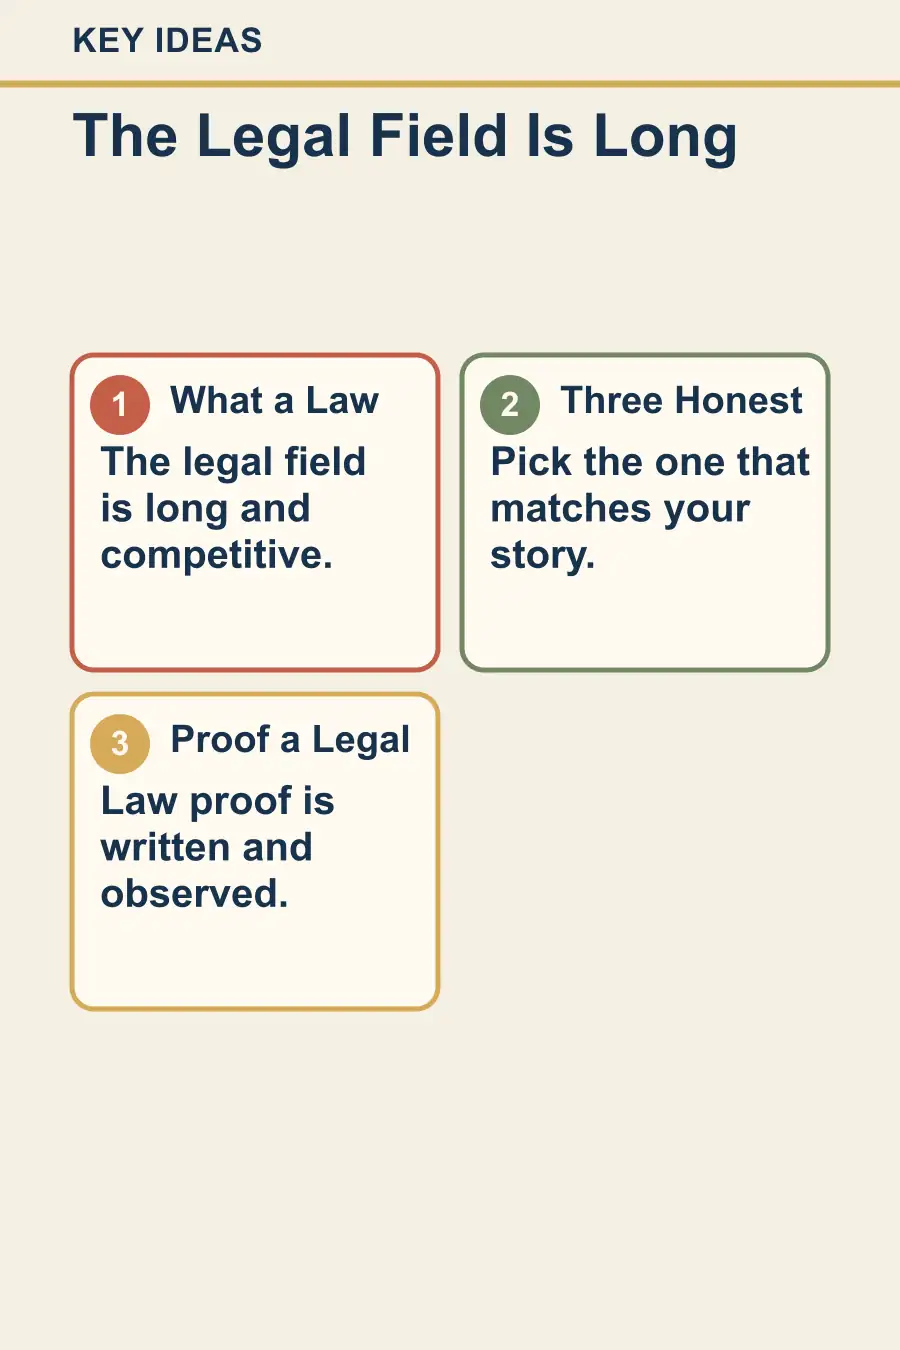 KEY IDEAS
The Legal Field Is Long
1
What a Law
The legal field
is long and
competitive.
2
Three Honest
Pick the one that
matches your
story.
3
Proof a Legal
Law proof is
written and
observed.